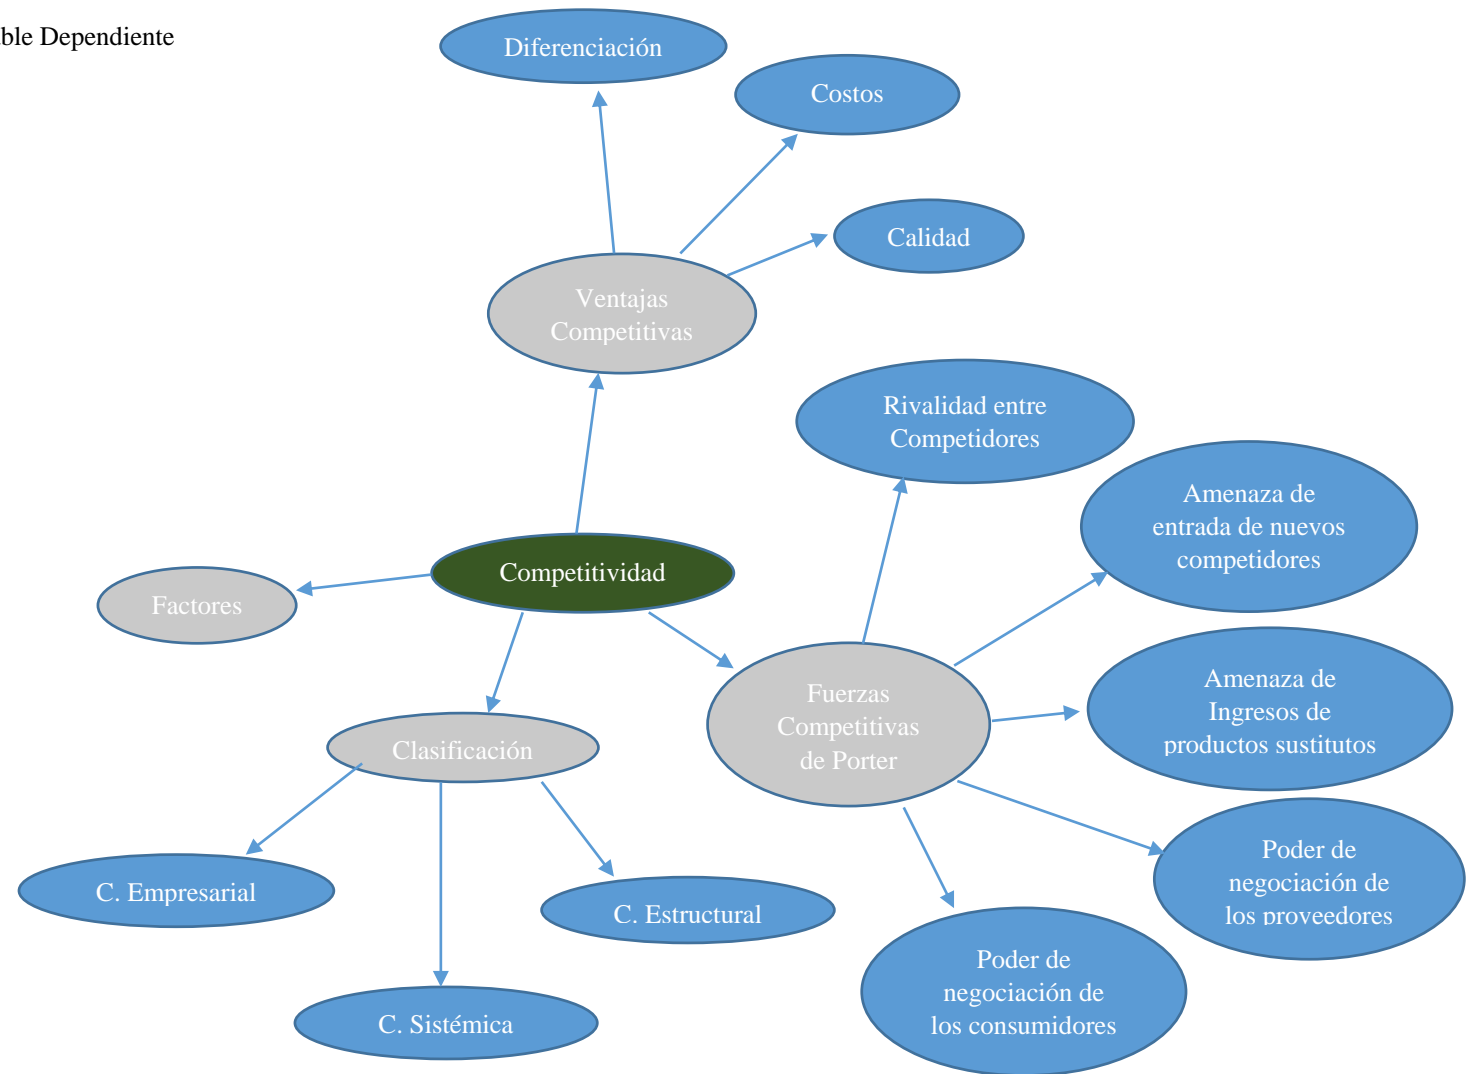 ble Dependiente
Diferenciación
Costos
Calidad
Ventajas
Competitivas
Rivalidad entre
Competidores
Amenaza de
entrada de nuevos
competidores
Competitividad
Factores
Amenaza de
Ingresos de
productos sustitutos
Fuerzas
Competitivas
de Porter
Clasificación
Poder de
negociación de
los proveedores
C. Empresarial
C. Estructural
Poder de
negociación de
los consumidores
C. Sistémica